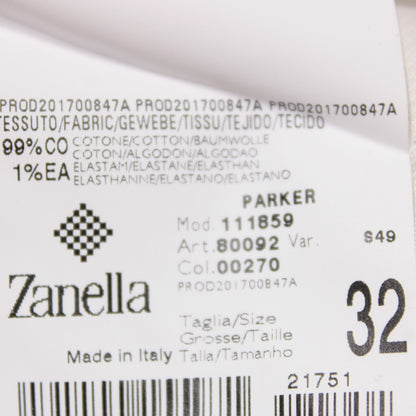 PROD201700847A PROD201700847A PROD201700847A
TESSUTO/FABRIC/GEWEBE/TISSU/TEJIDO/TECIDO
99%CO COTONE/COTTON/BAUMWOLLE
COTON/ALGODON/ALGODAO
1%EA ELASTAM/ELASTANE/ELASTHAN
ELASTHANNE/ELASTANO/ELASTANO
PARKER
Mod. 111859
Art. 80092 Var. S49
Col. 00270
PROD201700847A
Zanella
32
Taglia/Size
Grosse/Taille
Made in Italy Talla/Tamanho
21751